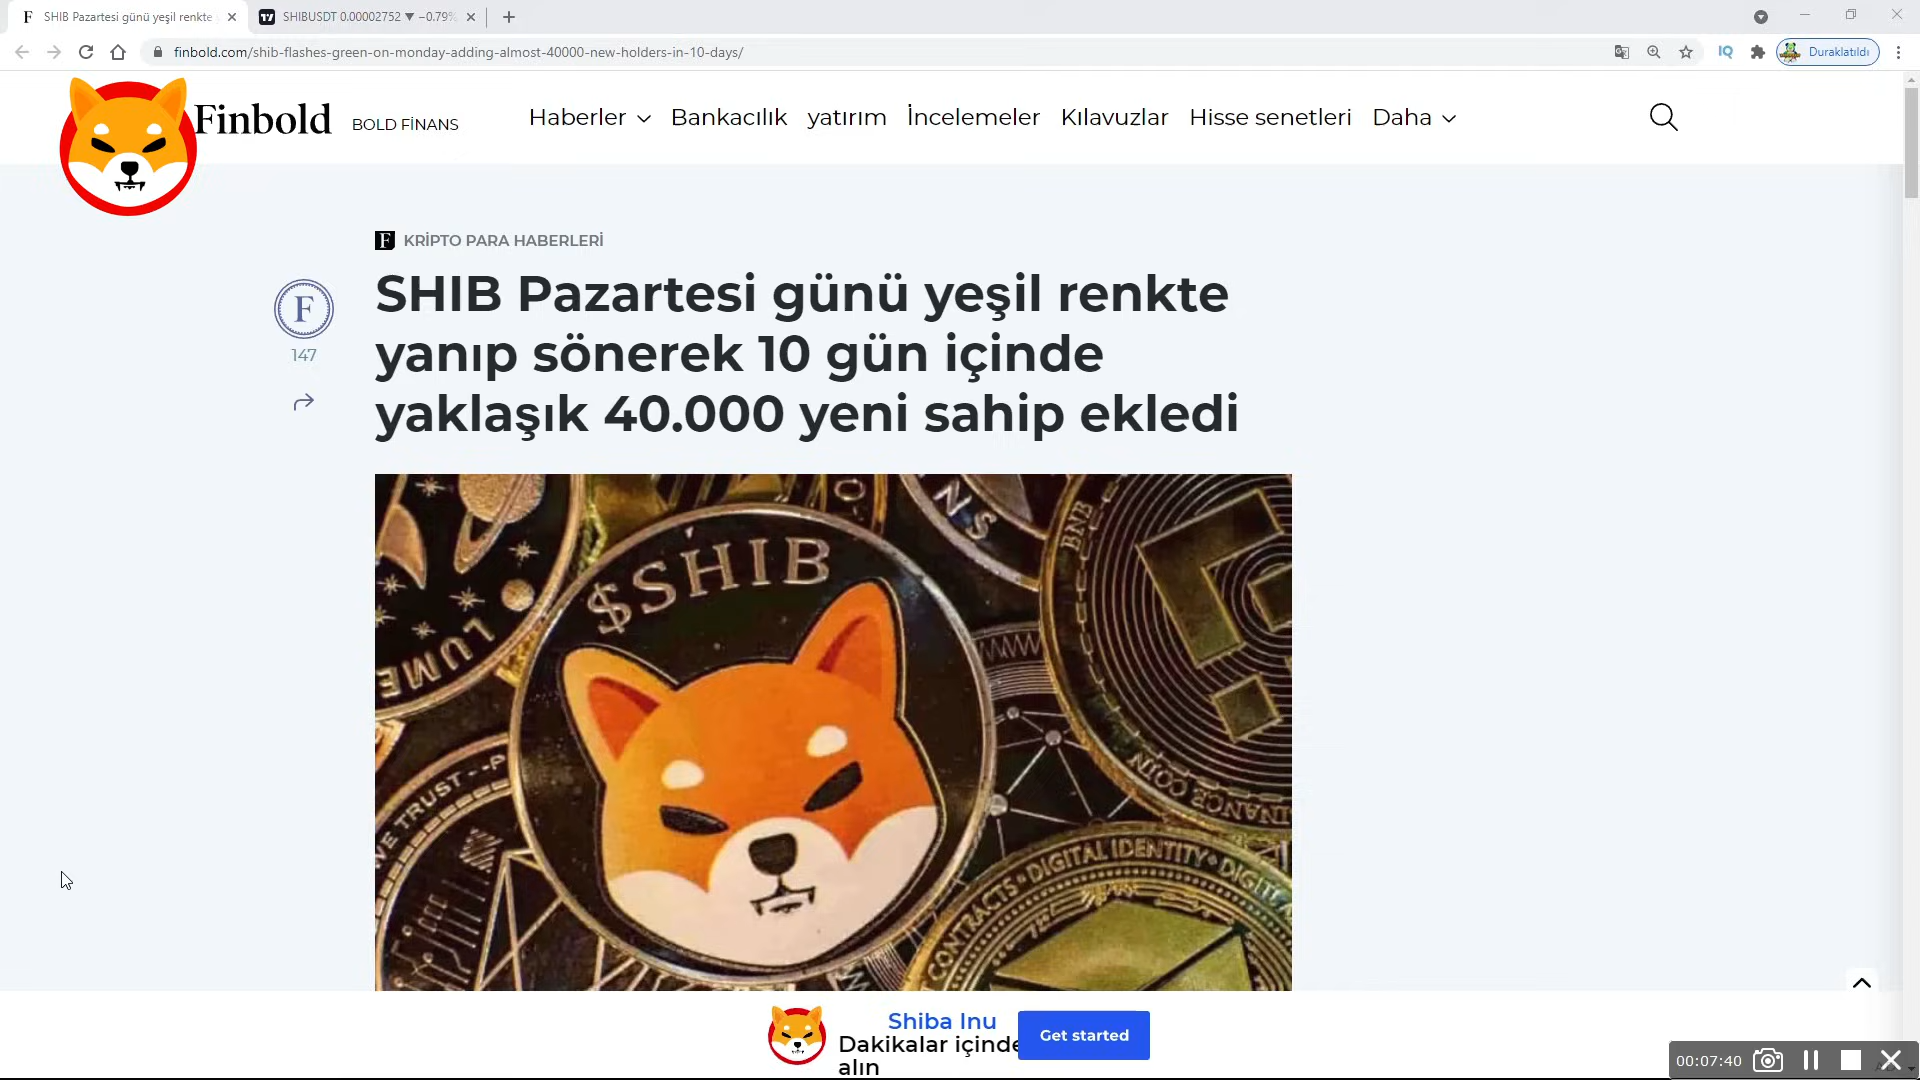 SHIB Pazartesi günü yeşil renkte
SHIBUSDT 0.00002752 ▼ −0.79%
finbold.com/shib-flashes-green-on-monday-adding-almost-40000-new-holders-in-10-days/
IQ
Duraklatıldı
Finbold
BOLD FİNANS
Haberler
Bankacılık
yatırım
İncelemeler
Kılavuzlar
Hisse senetleri
Daha
F KRİPTO PARA HABERLERİ
SHIB Pazartesi günü yeşil renkte
yanıp sönerek 10 gün içinde
yaklaşık 40.000 yeni sahip ekledi
F
147
$SHIB
BNB
LUME
TRUST
CONTRACTS • DIGITAL IDENTITY •
Shiba Inu
Dakikalar içinde
alın
Get started
00:07:40